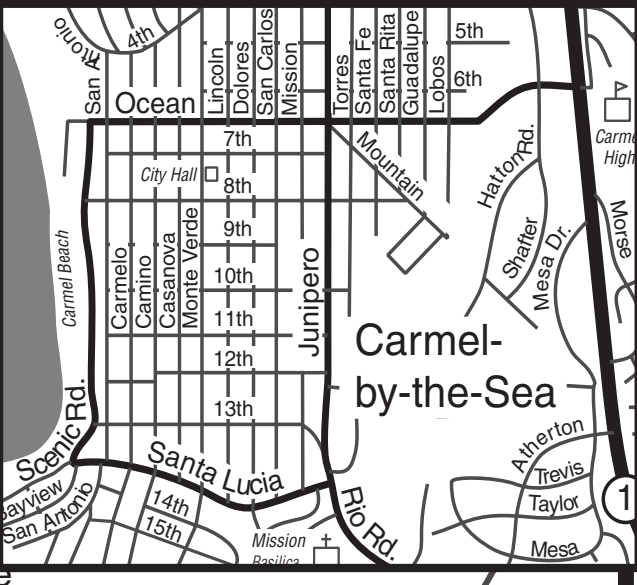 San Antonio
4th
Lincoln
Dolores
San Carlos
Mission
Torres
Santa Fe
Santa Rita
Guadalupe
Lobos
5th
6th
Ocean
7th
City Hall
8th
Mountain
Hatton Rd.
Shafter
Mesa Dr.
Morse
Carme
High
Carmel Beach
Carmelo
Camino
Casanova
Monte Verde
9th
10th
11th
12th
13th
Junipero
Carmel-
by-the-Sea
Scenic Rd.
Santa Lucia
Bayview
San Antonio
14th
15th
Mission
Basilica
Rio Rd.
Atherton
Trevis
Taylor
Mesa
1
e